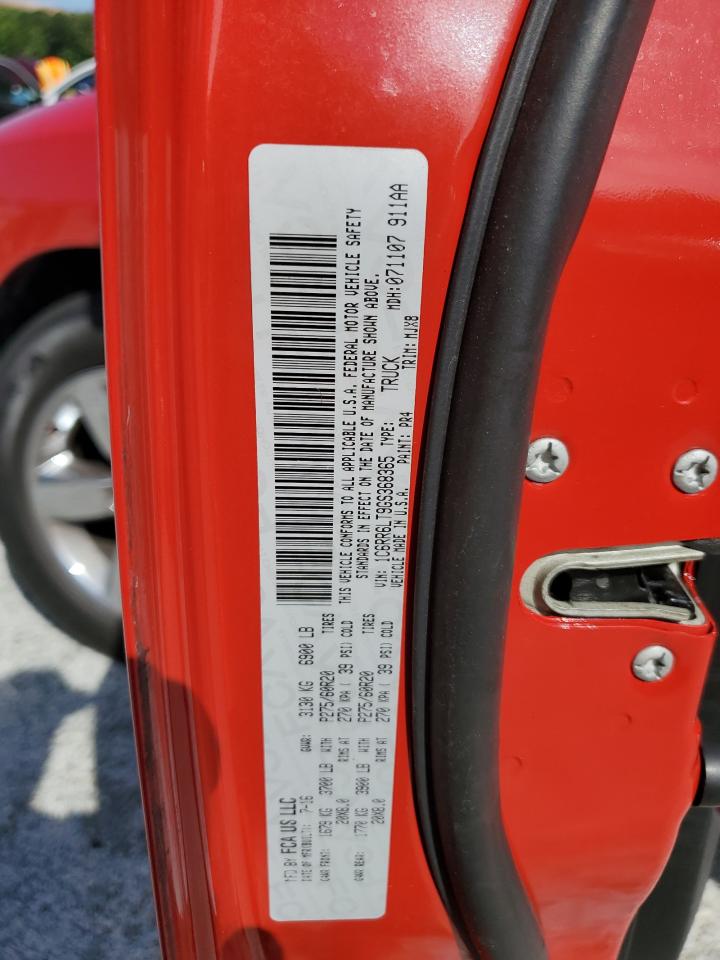 MFD BY FCA US LLC
DATE OF MFR(BUILT): 7-16 GVWR: 3130 KG 6900 LB
GAWR FRONT: 1679 KG 3700 LB WITH P275/60R20 TIRES
20X8.0 RIMS AT 270 KPA ( 39 PSI) COLD
GAWR REAR: 1770 KG 3900 LB WITH P275/60R20 TIRES
20X8.0 RIMS AT 270 KPA ( 39 PSI) COLD
THIS VEHICLE CONFORMS TO ALL APPLICABLE U.S.A. FEDERAL MOTOR VEHICLE SAFETY
STANDARDS IN EFFECT ON THE DATE OF MANUFACTURE SHOWN ABOVE.
VIN: 1C6RR6LT9GS368365 TYPE: TRUCK MDH:071107 911AA
VEHICLE MADE IN U.S.A. PAINT: PR4 TRIM: MJX8